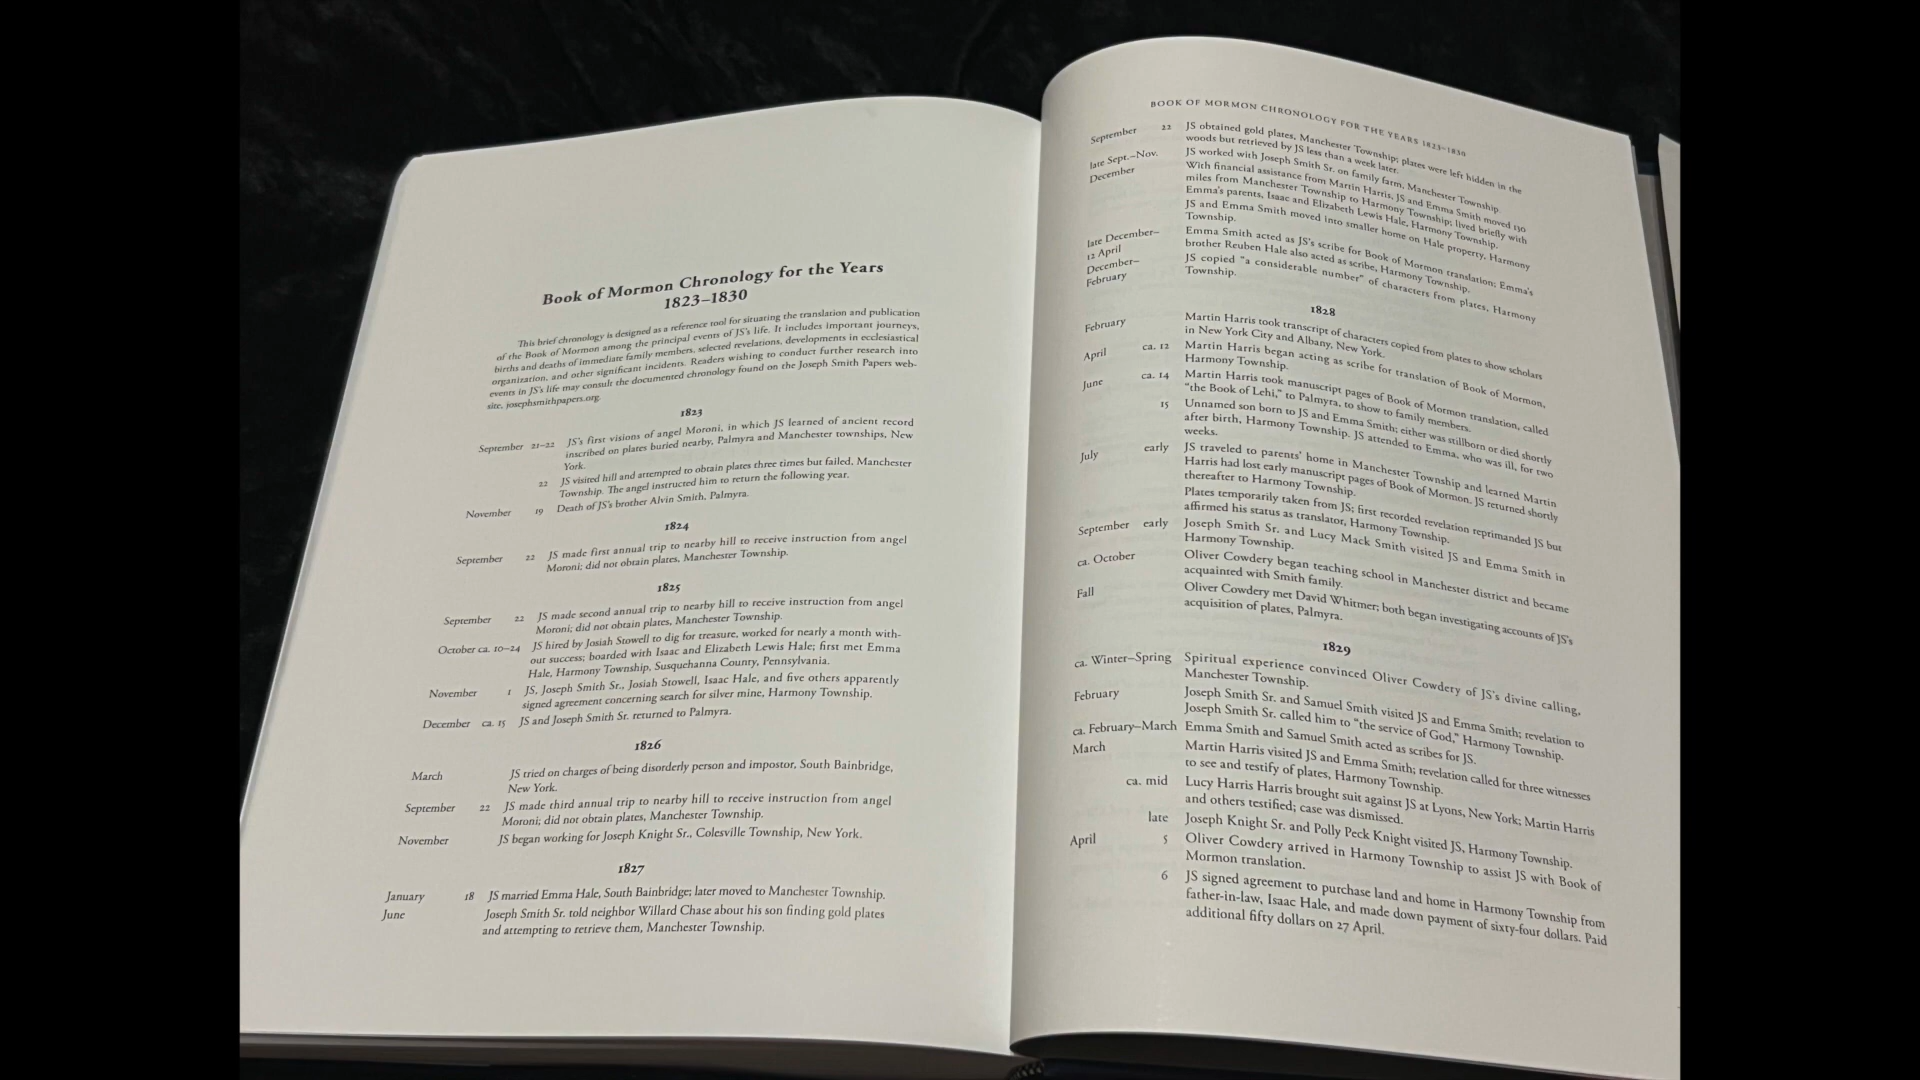 Book of Mormon Chronology for the Years
1823–1830
This brief chronology is designed as a reference tool for situating the translation and publication
of the Book of Mormon among the principal events of JS's life. It includes important journeys,
births and deaths of immediate family members, selected revelations, developments in ecclesiastical
organization, and other significant incidents. Readers wishing to conduct further research into
events in JS's life may consult the documented chronology found on the Joseph Smith Papers web-
site, josephsmithpapers.org.
1823
September 21–22 JS's first visions of angel Moroni, in which JS learned of ancient record
inscribed on plates buried nearby, Palmyra and Manchester townships, New
York.
22 JS visited hill and attempted to obtain plates three times but failed, Manchester
Township. The angel instructed him to return the following year.
November 19 Death of JS's brother Alvin Smith, Palmyra.
1824
September 22 JS made first annual trip to nearby hill to receive instruction from angel
Moroni; did not obtain plates, Manchester Township.
1825
September 22 JS made second annual trip to nearby hill to receive instruction from angel
Moroni; did not obtain plates, Manchester Township.
October ca. 10–24 JS hired by Josiah Stowell to dig for treasure, worked for nearly a month with-
out success; boarded with Isaac and Elizabeth Lewis Hale; first met Emma
Hale, Harmony Township, Susquehanna County, Pennsylvania.
November 1 JS, Joseph Smith Sr., Josiah Stowell, Isaac Hale, and five others apparently
signed agreement concerning search for silver mine, Harmony Township.
December ca. 15 JS and Joseph Smith Sr. returned to Palmyra.
1826
March JS tried on charges of being disorderly person and impostor, South Bainbridge,
New York.
September 22 JS made third annual trip to nearby hill to receive instruction from angel
Moroni; did not obtain plates, Manchester Township.
November JS began working for Joseph Knight Sr., Colesville Township, New York.
1827
January 18 JS married Emma Hale, South Bainbridge; later moved to Manchester Township.
June Joseph Smith Sr. told neighbor Willard Chase about his son finding gold plates
and attempting to retrieve them, Manchester Township.
BOOK OF MORMON CHRONOLOGY FOR THE YEARS 1823–1830
September 22 JS obtained gold plates, Manchester Township; plates were left hidden in the
woods but retrieved by JS less than a week later.
late Sept.–Nov. JS worked with Joseph Smith Sr. on family farm, Manchester Township.
December With financial assistance from Martin Harris, JS and Emma Smith moved 130
miles from Manchester Township to Harmony Township; lived briefly with
Emma's parents, Isaac and Elizabeth Lewis Hale, Harmony Township.
JS and Emma Smith moved into smaller home on Hale property, Harmony
Township.
late December–
12 April Emma Smith acted as JS's scribe for Book of Mormon translation; Emma's
brother Reuben Hale also acted as scribe, Harmony Township.
December–
February JS copied "a considerable number" of characters from plates, Harmony
Township.
1828
February Martin Harris took transcript of characters copied from plates to show scholars
in New York City and Albany, New York.
April ca. 12 Martin Harris began acting as scribe for translation of Book of Mormon,
Harmony Township.
June ca. 14 Martin Harris took manuscript pages of Book of Mormon translation, called
"the Book of Lehi," to Palmyra, to show to family members.
15 Unnamed son born to JS and Emma Smith; either was stillborn or died shortly
after birth, Harmony Township. JS attended to Emma, who was ill, for two
weeks.
July early JS traveled to parents' home in Manchester Township and learned Martin
Harris had lost early manuscript pages of Book of Mormon. JS returned shortly
thereafter to Harmony Township.
Plates temporarily taken from JS; first recorded revelation reprimanded JS but
affirmed his status as translator, Harmony Township.
September early Joseph Smith Sr. and Lucy Mack Smith visited JS and Emma Smith in
Harmony Township.
ca. October Oliver Cowdery began teaching school in Manchester district and became
acquainted with Smith family.
Fall Oliver Cowdery met David Whitmer; both began investigating accounts of JS's
acquisition of plates, Palmyra.
1829
ca. Winter–Spring Spiritual experience convinced Oliver Cowdery of JS's divine calling,
Manchester Township.
February Joseph Smith Sr. and Samuel Smith visited JS and Emma Smith; revelation to
Joseph Smith Sr. called him to "the service of God," Harmony Township.
ca. February–March Emma Smith and Samuel Smith acted as scribes for JS.
March Martin Harris visited JS and Emma Smith; revelation called for three witnesses
to see and testify of plates, Harmony Township.
ca. mid Lucy Harris Harris brought suit against JS at Lyons, New York; Martin Harris
and others testified; case was dismissed.
late Joseph Knight Sr. and Polly Peck Knight visited JS, Harmony Township.
April 5 Oliver Cowdery arrived in Harmony Township to assist JS with Book of
Mormon translation.
6 JS signed agreement to purchase land and home in Harmony Township from
father-in-law, Isaac Hale, and made down payment of sixty-four dollars. Paid
additional fifty dollars on 27 April.